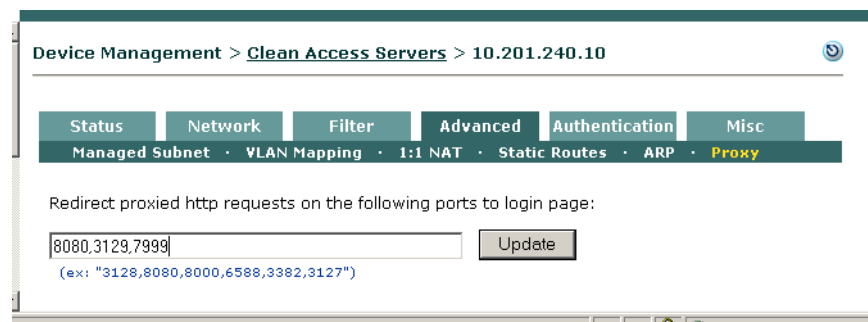 Device Management > Clean Access Servers > 10.201.240.10
Status Network Filter Advanced Authentication Misc
Managed Subnet · VLAN Mapping · 1:1 NAT · Static Routes · ARP · Proxy
Redirect proxied http requests on the following ports to login page:
8080,3129,7999 Update
(ex: "3128,8080,8000,6588,3382,3127")